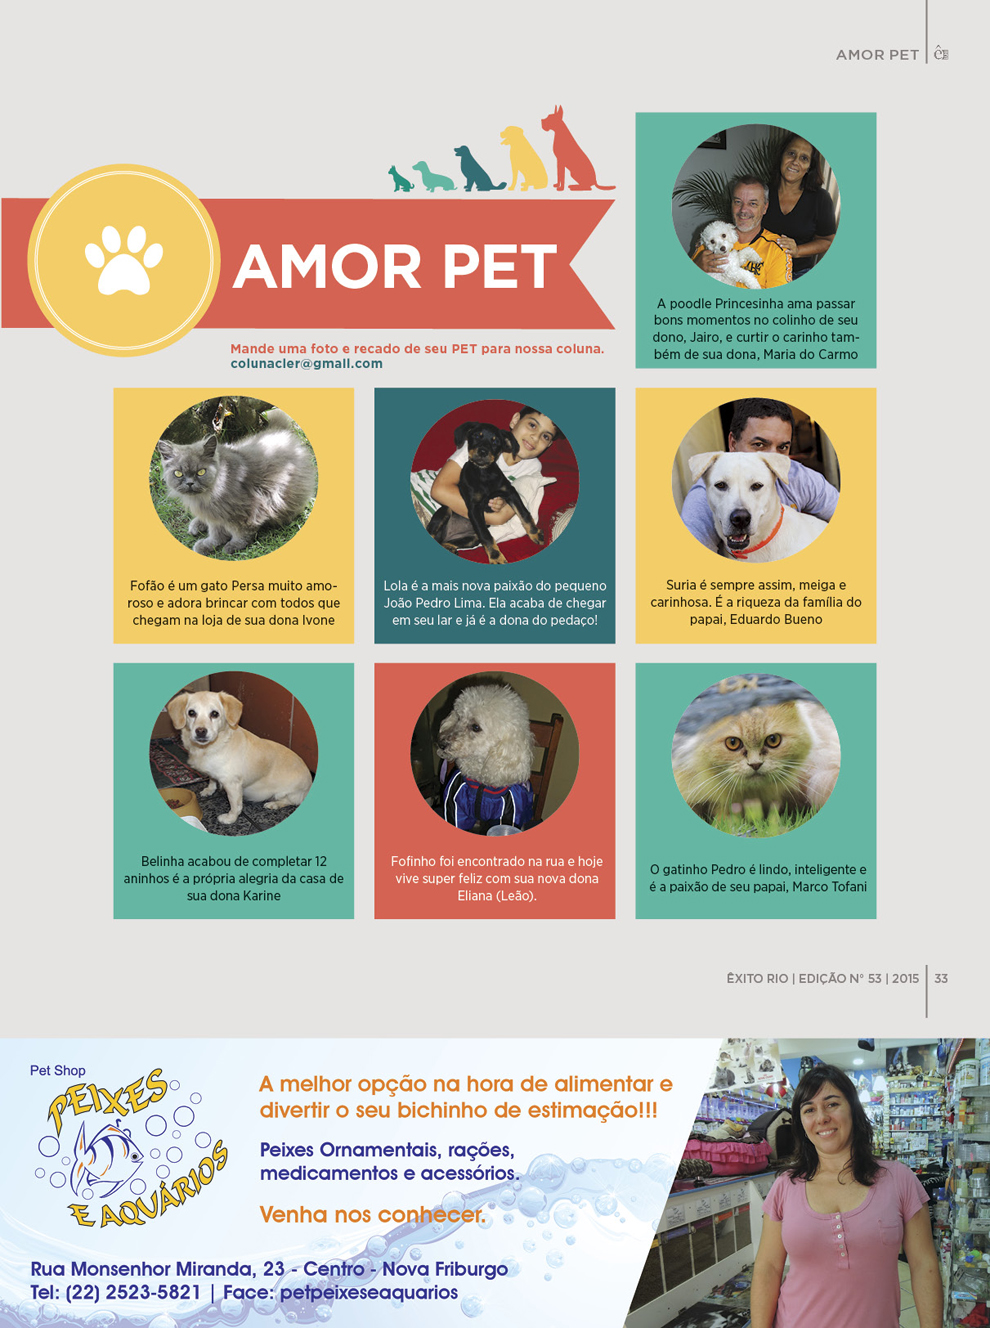 AMOR PET
AMOR PET
Mande uma foto e recado de seu PET para nossa coluna.
colunacler@gmail.com
A poodle Princesinha ama passar
bons momentos no colinho de seu
dono, Jairo, e curtir o carinho tam-
bém de sua dona, Maria do Carmo
Fofão é um gato Persa muito amo-
roso e adora brincar com todos que
chegam na loja de sua dona Ivone
Lola é a mais nova paixão do pequeno
João Pedro Lima. Ela acaba de chegar
em seu lar e já é a dona do pedaço!
Suria é sempre assim, meiga e
carinhosa. É a riqueza da família do
papai, Eduardo Bueno
Belinha acabou de completar 12
aninhos é a própria alegria da casa de
sua dona Karine
Fofinho foi encontrado na rua e hoje
vive super feliz com sua nova dona
Eliana (Leão).
O gatinho Pedro é lindo, inteligente e
é a paixão de seu papai, Marco Tofani
ÊXITO RIO | EDIÇÃO N° 53 | 2015 33
Pet Shop
PEIXES
E AQUÁRIOS
A melhor opção na hora de alimentar e
divertir o seu bichinho de estimação!!!
Peixes Ornamentais, rações,
medicamentos e acessórios.
Venha nos conhecer.
Rua Monsenhor Miranda, 23 - Centro - Nova Friburgo
Tel: (22) 2523-5821 | Face: petpeixeseaquarios